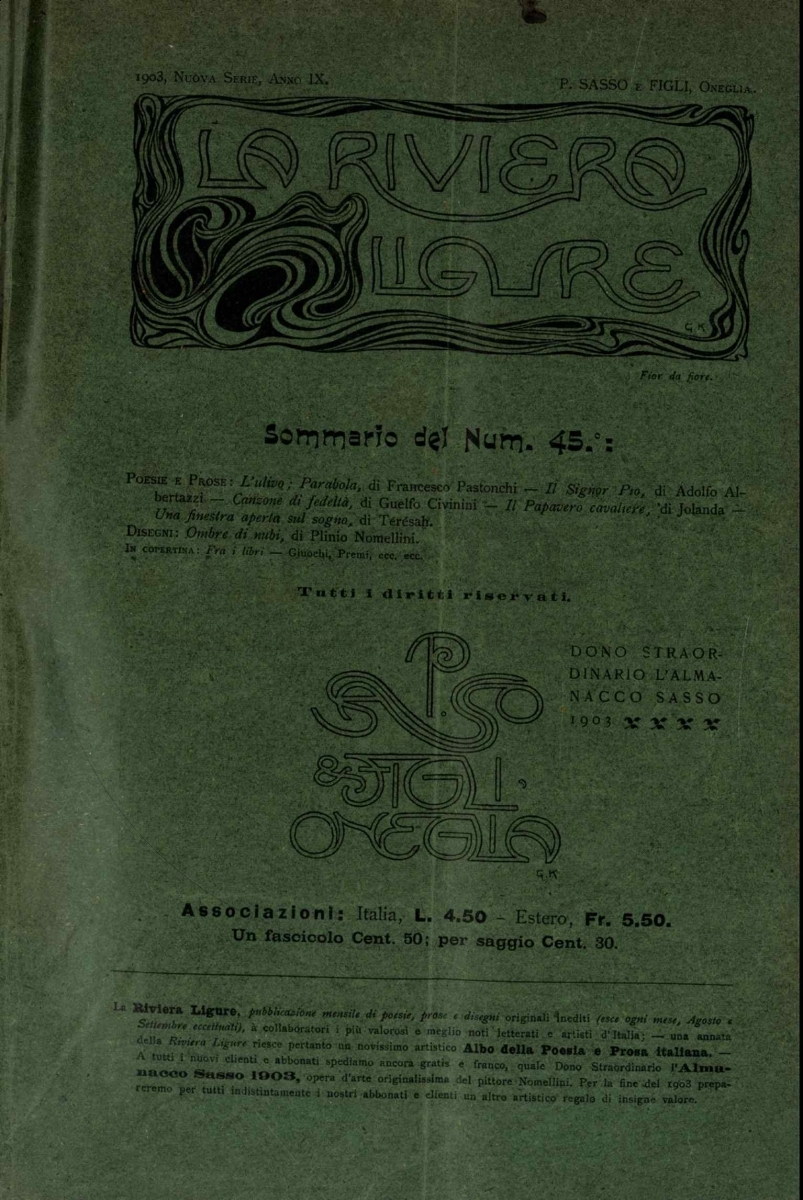 1903, Nuova Serie, Anno IX.
P. SASSO e FIGLI, Oneglia.
LA RIVIERA
LIGURE
G K
Fior da fiore.
Sommario del Num. 45.°:
Poesie e Prose: L'ulivo; Parabola, di Francesco Pastonchi — Il Signor Pio, di Adolfo Al-
bertazzi — Canzone di fedeltà, di Guelfo Civinini — Il Papavero cavaliere, di Jolanda —
Una finestra aperta sul sogno, di Térésah.
Disegni: Ombre di nubi, di Plinio Nomellini.
In copertina: Fra i libri — Giuochi, Premi, ecc. ecc.
Tutti i diritti riservati.
P. SASSO
& FIGLI.
ONEGLIA
G K
DONO STRAOR-
DINARIO L'ALMA-
NACCO SASSO
1903
Associazioni: Italia, L. 4.50 — Estero, Fr. 5.50.
Un fascicolo Cent. 50; per saggio Cent. 30.
La Riviera Ligure, pubblicazione mensile di poesie, prose e disegni originali inediti (esce ogni mese, Agosto e
Settembre eccettuati), à collaboratori i più valorosi e meglio noti letterati e artisti d'Italia; — una annata
della Riviera Ligure riesce pertanto un novissimo artistico Albo della Poesia e Prosa italiana. —
A tutti i nuovi clienti e abbonati spediamo ancora gratis e franco, quale Dono Straordinario l'Alma-
nacco Sasso 1903, opera d'arte originalissima del pittore Nomellini. Per la fine del 1903 prepa-
reremo per tutti indistintamente i nostri abbonati e clienti un altro artistico regalo di insigne valore.